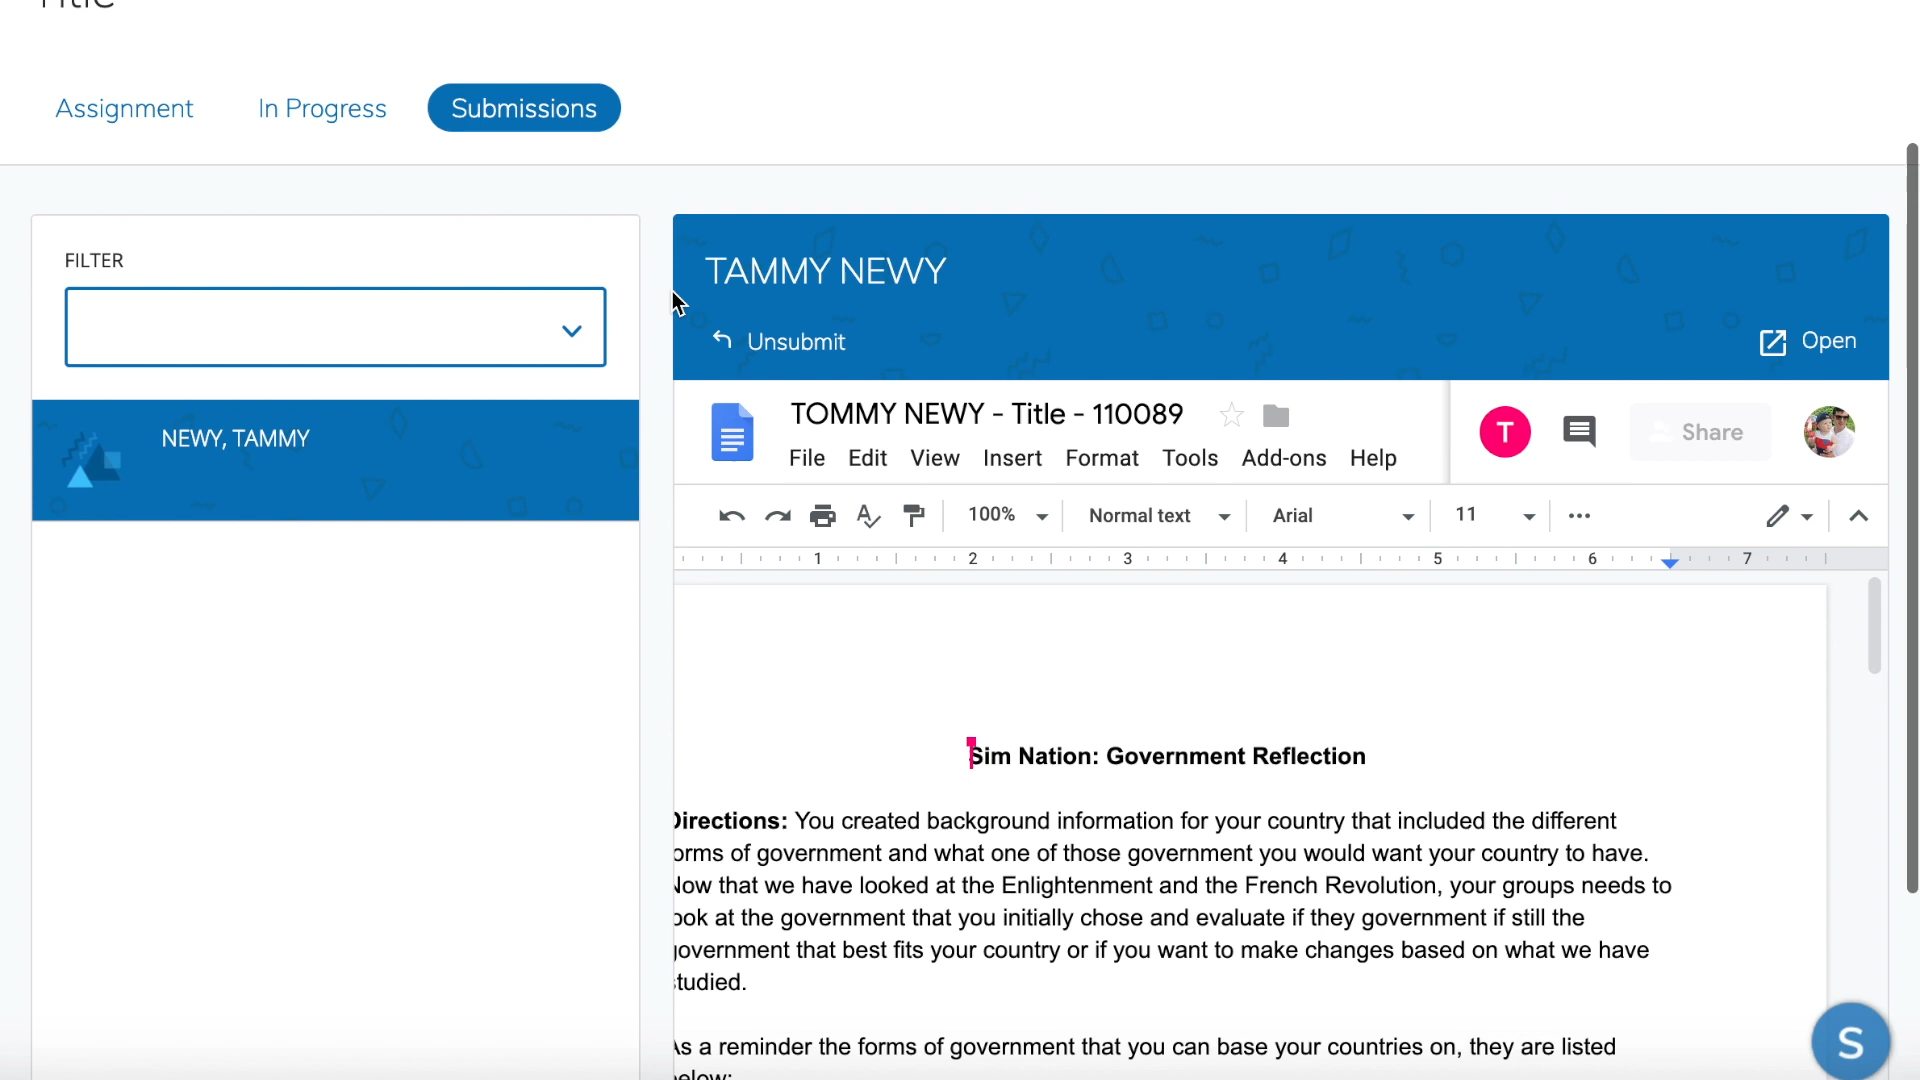 Title
Assignment
In Progress
Submissions
FILTER
NEWY, TAMMY
TAMMY NEWY
Unsubmit
Open
TOMMY NEWY - Title - 110089
T
Share
File Edit View Insert Format Tools Add-ons Help
100% Normal text Arial 11
1 2 3 4 5 6 7
Sim Nation: Government Reflection
Directions: You created background information for your country that included the different
orms of government and what one of those government you would want your country to have.
Now that we have looked at the Enlightenment and the French Revolution, your groups needs to
ook at the government that you initially chose and evaluate if they government if still the
government that best fits your country or if you want to make changes based on what we have
studied.
As a reminder the forms of government that you can base your countries on, they are listed
below:
S